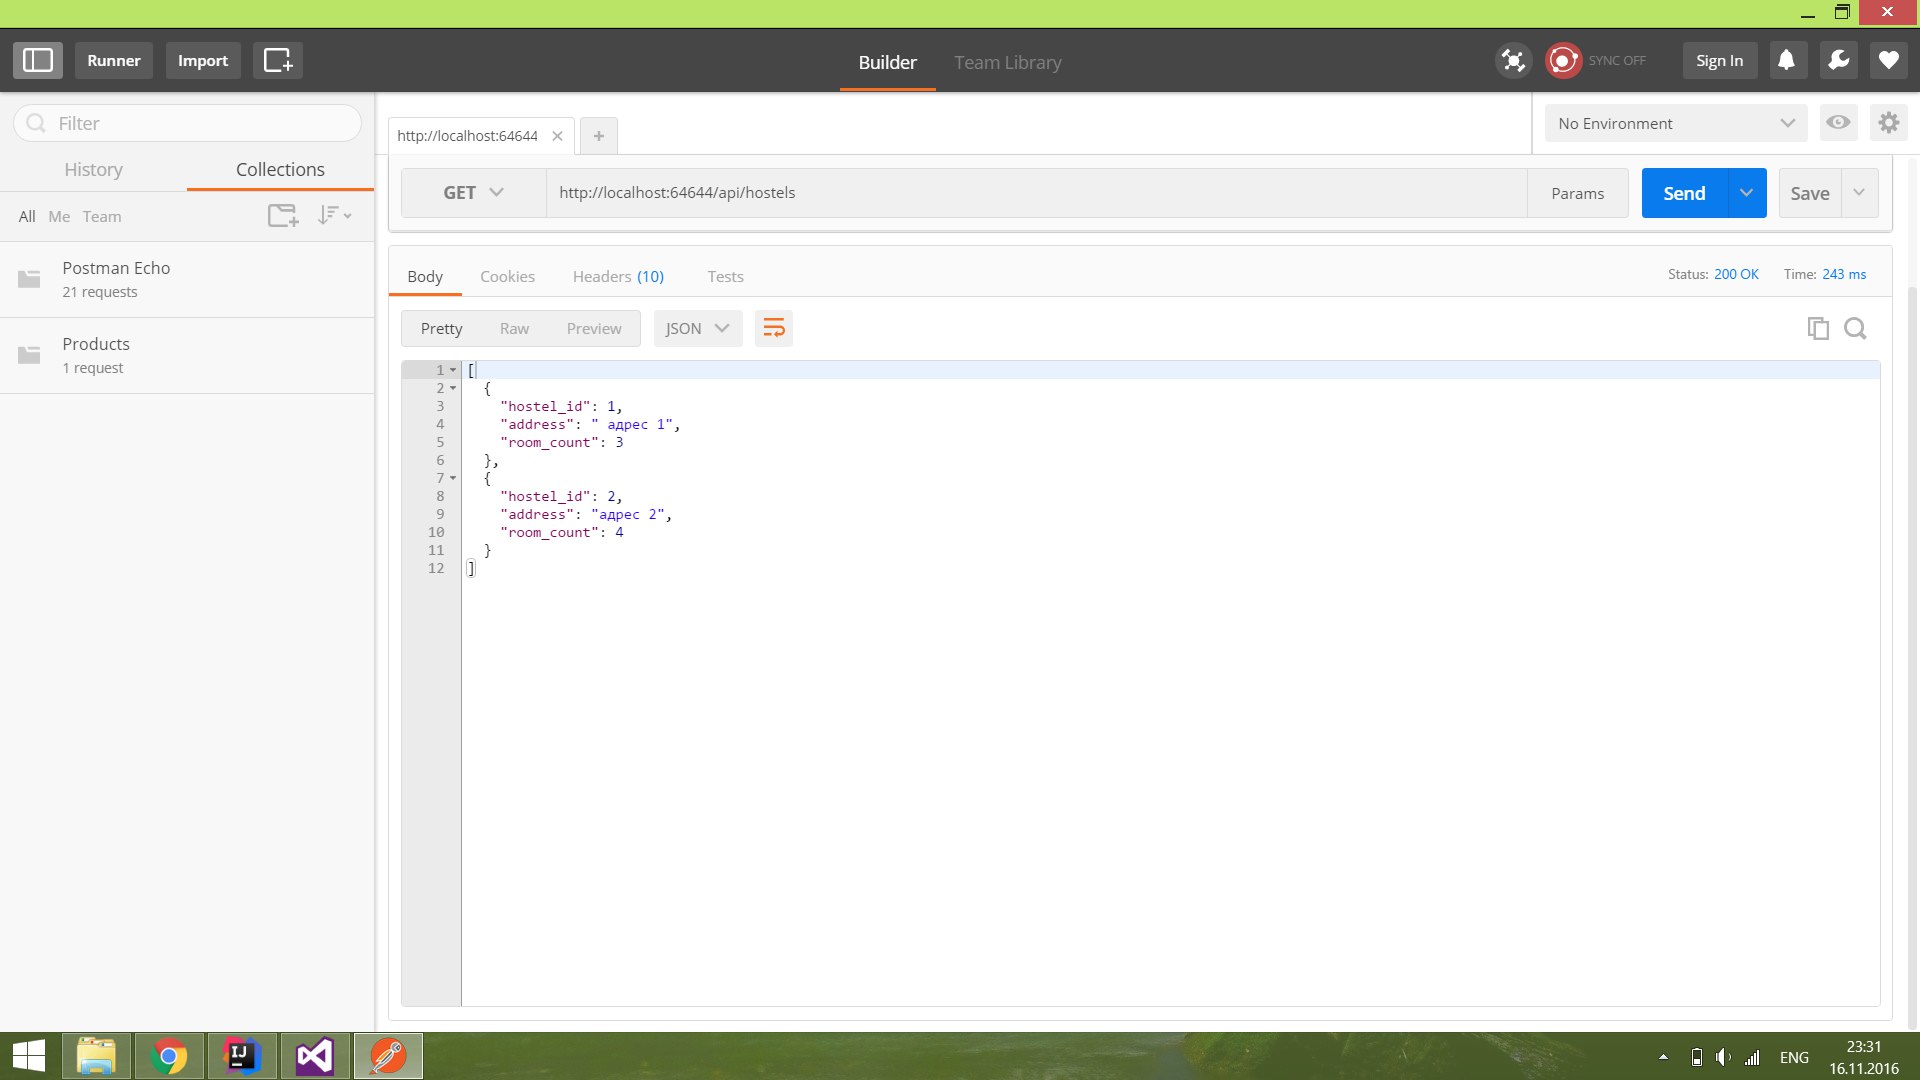 Runner
Import
Builder
Team Library
SYNC OFF
Sign In
Filter
History
Collections
All Me Team
Postman Echo
21 requests
Products
1 request
http://localhost:64644
No Environment
GET
http://localhost:64644/api/hostels
Params
Send
Save
Body
Cookies
Headers (10)
Tests
Status: 200 OK
Time: 243 ms
Pretty
Raw
Preview
JSON
1 [
2 {
3 "hostel_id": 1,
4 "address": " адрес 1",
5 "room_count": 3
6 },
7 {
8 "hostel_id": 2,
9 "address": "адрес 2",
10 "room_count": 4
11 }
12 ]
IJ
ENG
23:31
16.11.2016